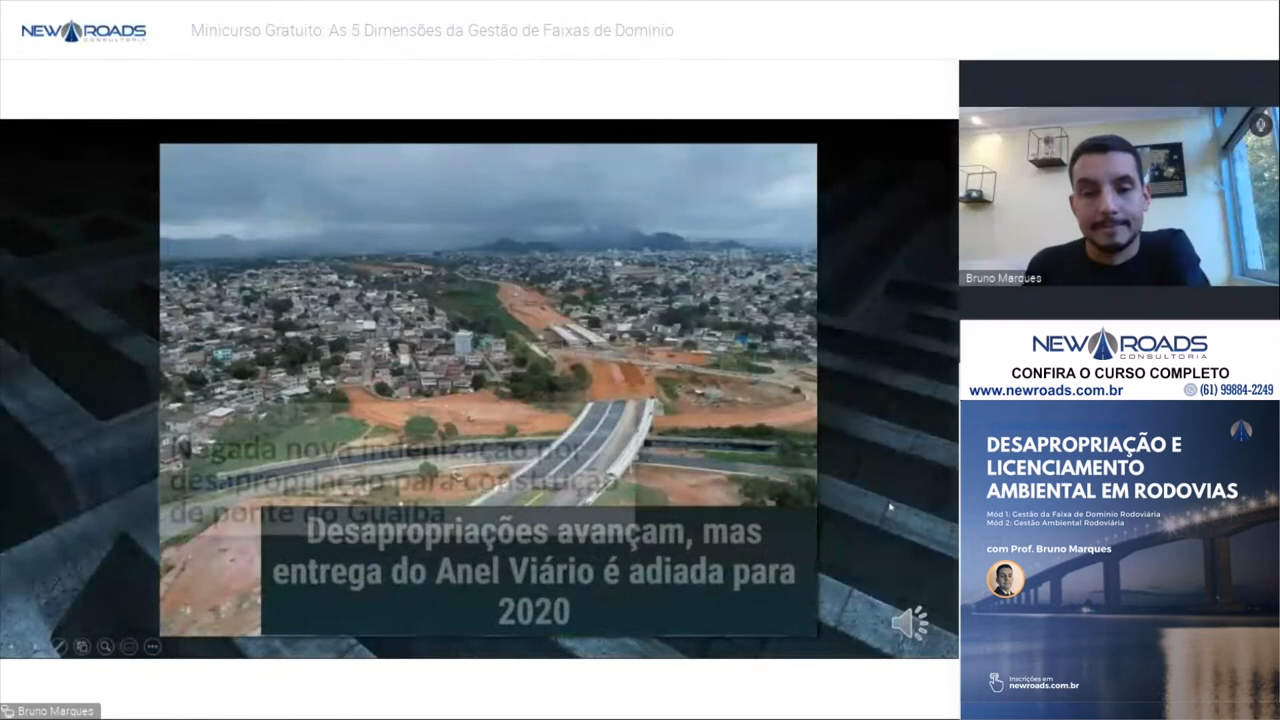 NEW ROADS
CONSULTORIA
Minicurso Gratuito: As 5 Dimensões da Gestão de Faixas de Domínio
Negada nova indenização por
desapropriação para construção
de ponte do Guaíba
Desapropriações avançam, mas
entrega do Anel Viário é adiada para
2020
Bruno Marques
Bruno Marques
NEW ROADS
CONSULTORIA
CONFIRA O CURSO COMPLETO
www.newroads.com.br
(61) 99884-2249
DESAPROPRIAÇÃO E
LICENCIAMENTO
AMBIENTAL EM RODOVIAS
Mód 1: Gestão da Faixa de Domínio Rodoviária
Mód 2: Gestão Ambiental Rodoviária
com Prof. Bruno Marques
Inscrições em
newroads.com.br